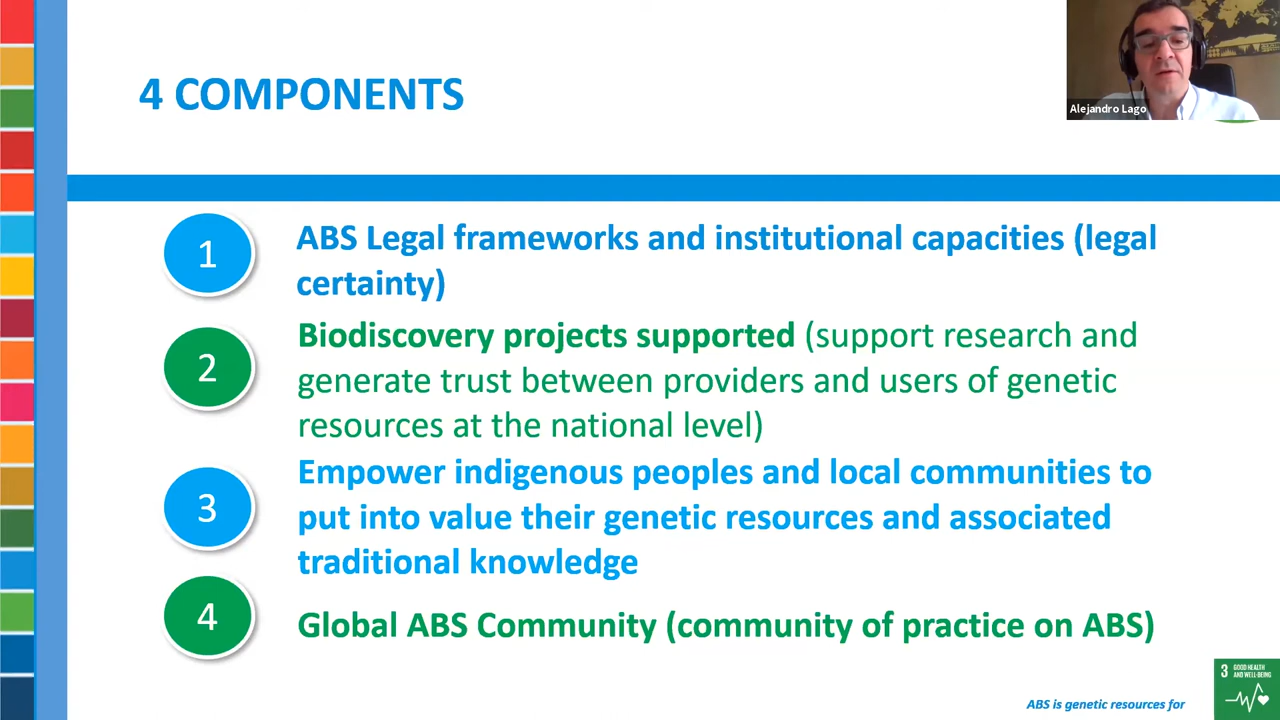 4 COMPONENTS
Alejandro Lago
1
ABS Legal frameworks and institutional capacities (legal
certainty)
2
Biodiscovery projects supported (support research and
generate trust between providers and users of genetic
resources at the national level)
3
Empower indigenous peoples and local communities to
put into value their genetic resources and associated
traditional knowledge
4
Global ABS Community (community of practice on ABS)
ABS is genetic resources for
3 GOOD HEALTH
AND WELL-BEING